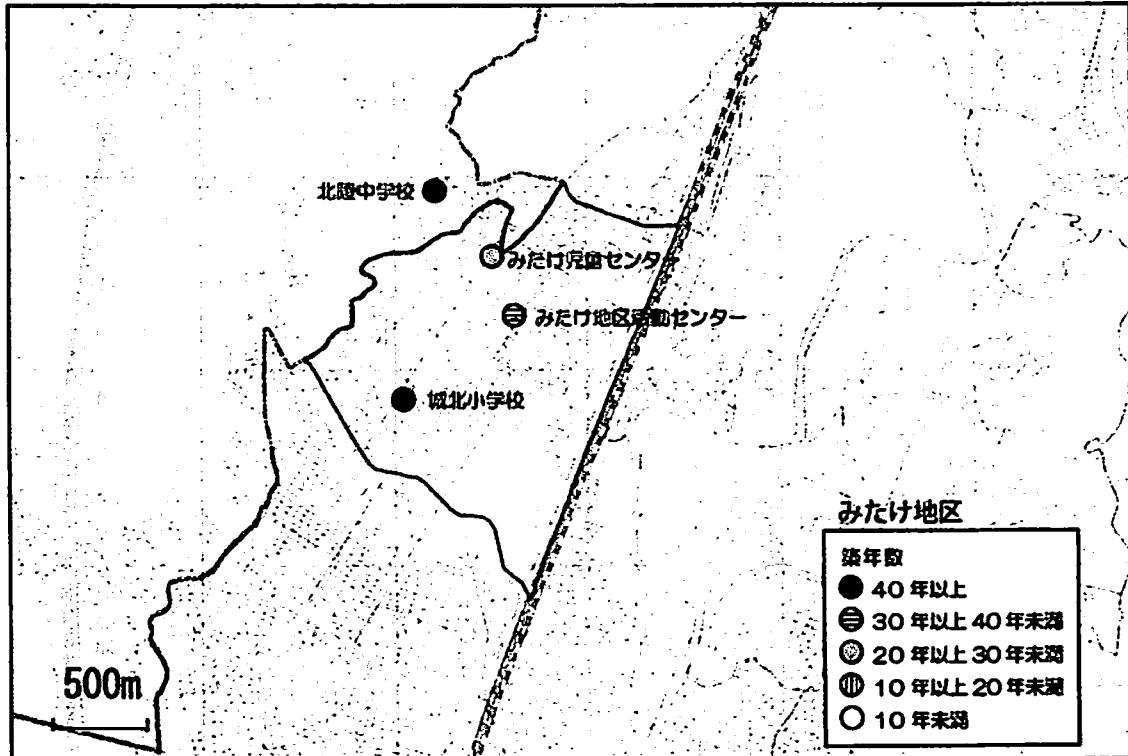 北陵中学校
みたけ児童センター
みたけ地区活動センター
城北小学校
みたけ地区
築年数
40年以上
30年以上40年未満
20年以上30年未満
10年以上20年未満
10年未満
500m